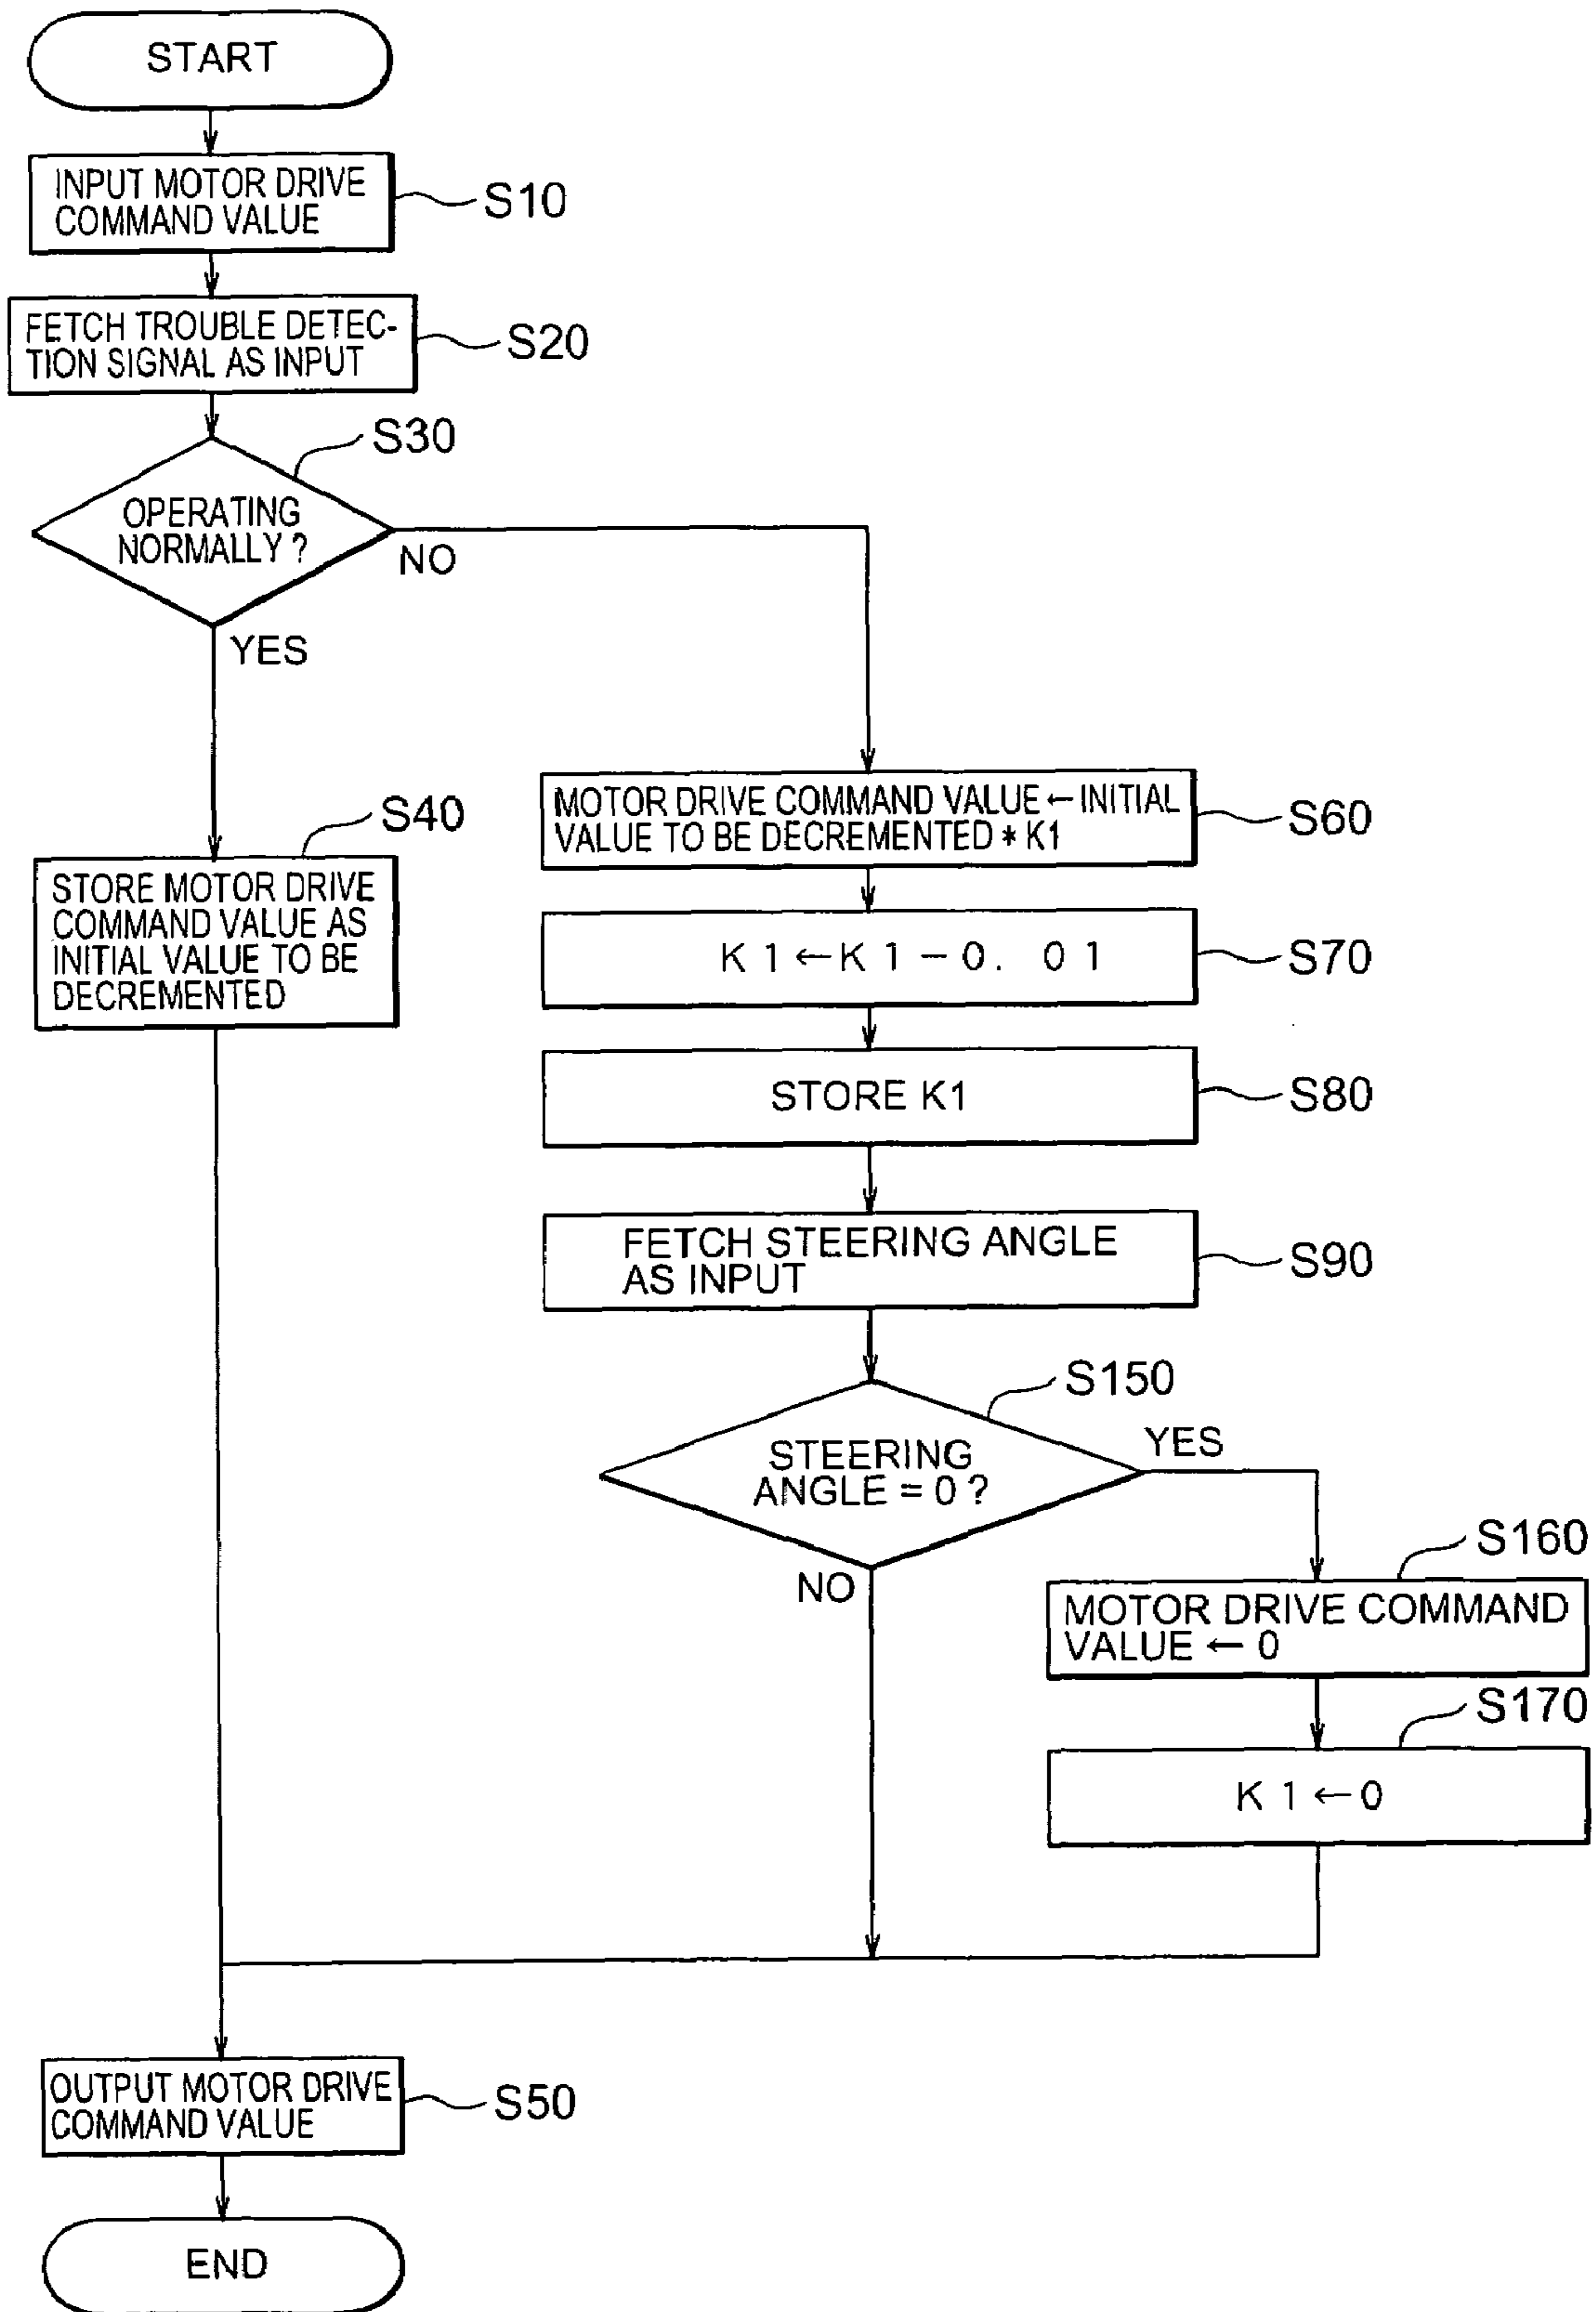 START
INPUT MOTOR DRIVE
COMMAND VALUE
S10
FETCH TROUBLE DETEC-
TION SIGNAL AS INPUT
S20
S30
OPERATING
NORMALLY ?
NO
YES
S40
STORE MOTOR DRIVE
COMMAND VALUE AS
INITIAL VALUE TO BE
DECREMENTED
MOTOR DRIVE COMMAND VALUE ← INITIAL
VALUE TO BE DECREMENTED * K1
S60
K 1 ← K 1 – 0. 0 1
S70
STORE K1
S80
FETCH STEERING ANGLE
AS INPUT
S90
S150
STEERING
ANGLE = 0 ?
YES
NO
S160
MOTOR DRIVE COMMAND
VALUE ← 0
S170
K 1 ← 0
OUTPUT MOTOR DRIVE
COMMAND VALUE
S50
END